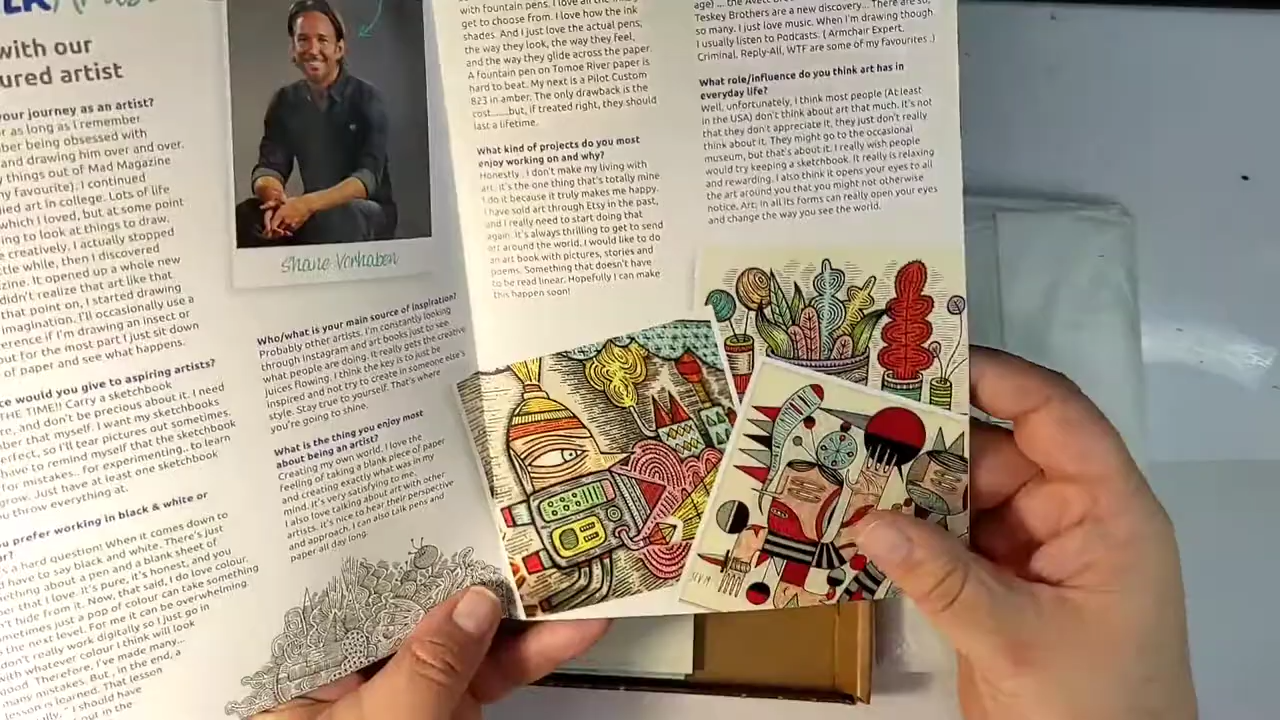 with our
ured artist
your journey as an artist?
or as long as I remember
ber being obsessed with
and drawing him over and over.
y things out of Mad Magazine
my favourite). I continued
ied art in college. Lots of life
which I loved, but at some point
ing to look at things to draw.
e creatively. I actually stopped
tle while, then I discovered
zine. It opened up a whole new
didn't realize that art like that
that point on, I started drawing
imagination. I'll occasionally use a
erence if I'm drawing an insect or
out for the most part I just sit down
of paper and see what happens.
ce would you give to aspiring artists?
THE TIME!! Carry a sketchbook
re, and don't be precious about it. I need
ber that myself. I want my sketchbooks
erfect, so I'll tear pictures out sometimes.
have to remind myself that the sketchbook
for mistakes.. for experimenting.. to learn
grow. Just have at least one sketchbook
u throw everything at.
u prefer working in black & white or
r?
s a hard question! When it comes down to
have to say black and white. There's just
mething about a pen and a blank sheet of
er that I love. It's pure, it's honest, and you
't hide from it. Now, that said, I do love colour.
metimes just a pop of colour can take something
the next level. For me it can be overwhelming.
don't really work digitally so I just go in
with whatever colour I think will look
good. Therefore, I've made many...
many mistakes. But, in the end, a
lesson is learned. That lesson
ally, " I should have
out in the
Shane Verhaben
Who/what is your main source of inspiration?
Probably other artists. I'm constantly looking
through Instagram and art books just to see
what people are doing. It really gets the creative
juices flowing. I think the key is to just be
inspired and not try to create in someone else's
style. Stay true to yourself. That's where
you're going to shine.
What is the thing you enjoy most
about being an artist?
Creating my own world. I love the
feeling of taking a blank piece of paper
and creating exactly what was in my
mind. It's very satisfying to me.
I also love talking about art with other
artists. It's nice to hear their perspective
and approach. I can also talk pens and
paper all day long.
with fountain pens. I love all the
get to choose from. I love how the ink
shades. And I just love the actual pens;
the way they look, the way they feel,
and the way they glide across the paper.
A fountain pen on Tomoe River paper is
hard to beat. My next is a Pilot Custom
823 in amber. The only drawback is the
cost.......but, if treated right, they should
last a lifetime.
What kind of projects do you most
enjoy working on and why?
Honestly, I don't make my living with
art. It's the one thing that's totally mine
I do it because it truly makes me happy.
I have sold art through Etsy in the past,
and I really need to start doing that
again. It's always thrilling to get to send
art around the world. I would like to do
an art book with pictures, stories and
poems. Something that doesn't have
to be read linear. Hopefully I can make
this happen soon!
age) ... the Avett
Teskey Brothers are a new discovery... There are so,
so many. I just love music. When I'm drawing though
I usually listen to Podcasts. ( Armchair Expert,
Criminal, Reply-All, WTF are some of my favourites .)
What role/influence do you think art has in
everyday life?
Well, unfortunately, I think most people (At least
in the USA) don't think about art that much. It's not
that they don't appreciate it, they just don't really
think about it. They might go to the occasional
museum, but that's about it. I really wish people
would try keeping a sketchbook. It really is relaxing
and rewarding. I also think it opens your eyes to all
the art around you that you might not otherwise
notice. Art; in all its forms can really open your eyes
and change the way you see the world.